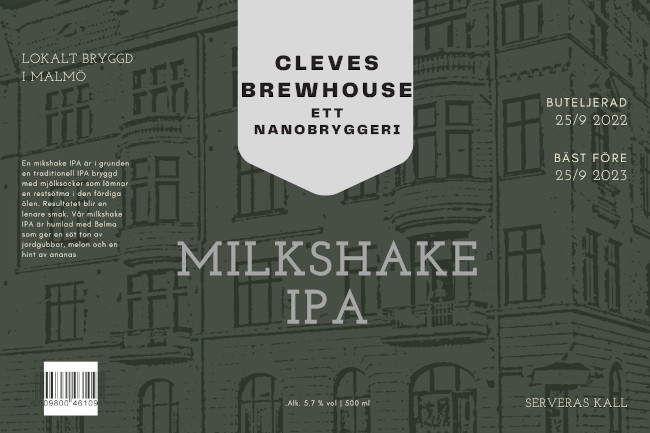 LOKALT BRYGGD
I MALMÖ
En mikshake IPA är i grunden
en traditionell IPA bryggd
med mjölksocker som lämnar
en restsötma i den färdiga
ölen. Resultatet blir en
lenare smak. Vår milkshake
IPA är humlad med Belma
som ger en söt ton av
jordgubbar, melon och en
hint av ananas
09800 46109
CLEVES
BREWHOUSE
ETT
NANOBRYGGERI
MILKSHAKE
IPA
Alk. 5.7 % vol | 500 ml
BUTELJERAD
25/9 2022
BÄST FÖRE
25/9 2023
SERVERAS KALL